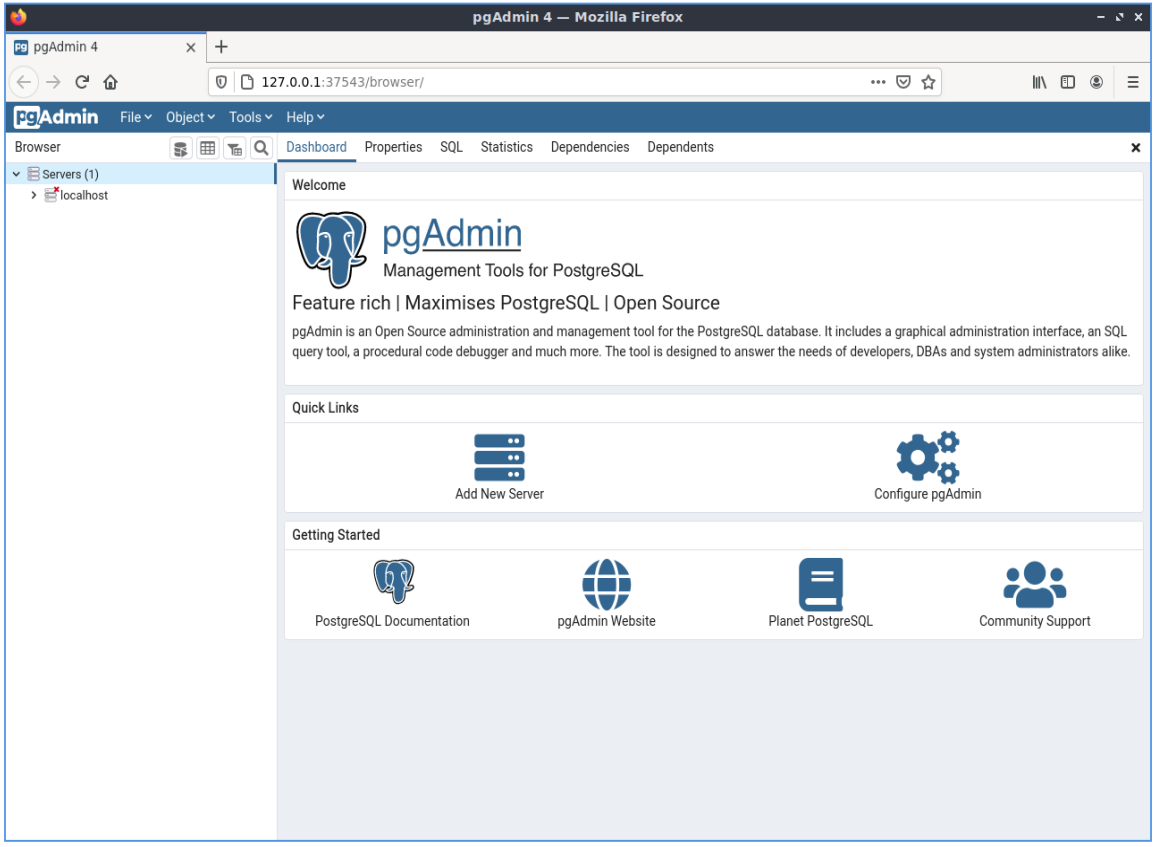 pgAdmin 4 — Mozilla Firefox
Pg pgAdmin 4
127.0.0.1:37543/browser/
pgAdmin File Object Tools Help
Browser Dashboard Properties SQL Statistics Dependencies Dependents
Servers (1)
localhost
Welcome
pgAdmin
Management Tools for PostgreSQL
Feature rich | Maximises PostgreSQL | Open Source
pgAdmin is an Open Source administration and management tool for the PostgreSQL database. It includes a graphical administration interface, an SQL
query tool, a procedural code debugger and much more. The tool is designed to answer the needs of developers, DBAs and system administrators alike.
Quick Links
Add New Server Configure pgAdmin
Getting Started
PostgreSQL Documentation pgAdmin Website Planet PostgreSQL Community Support